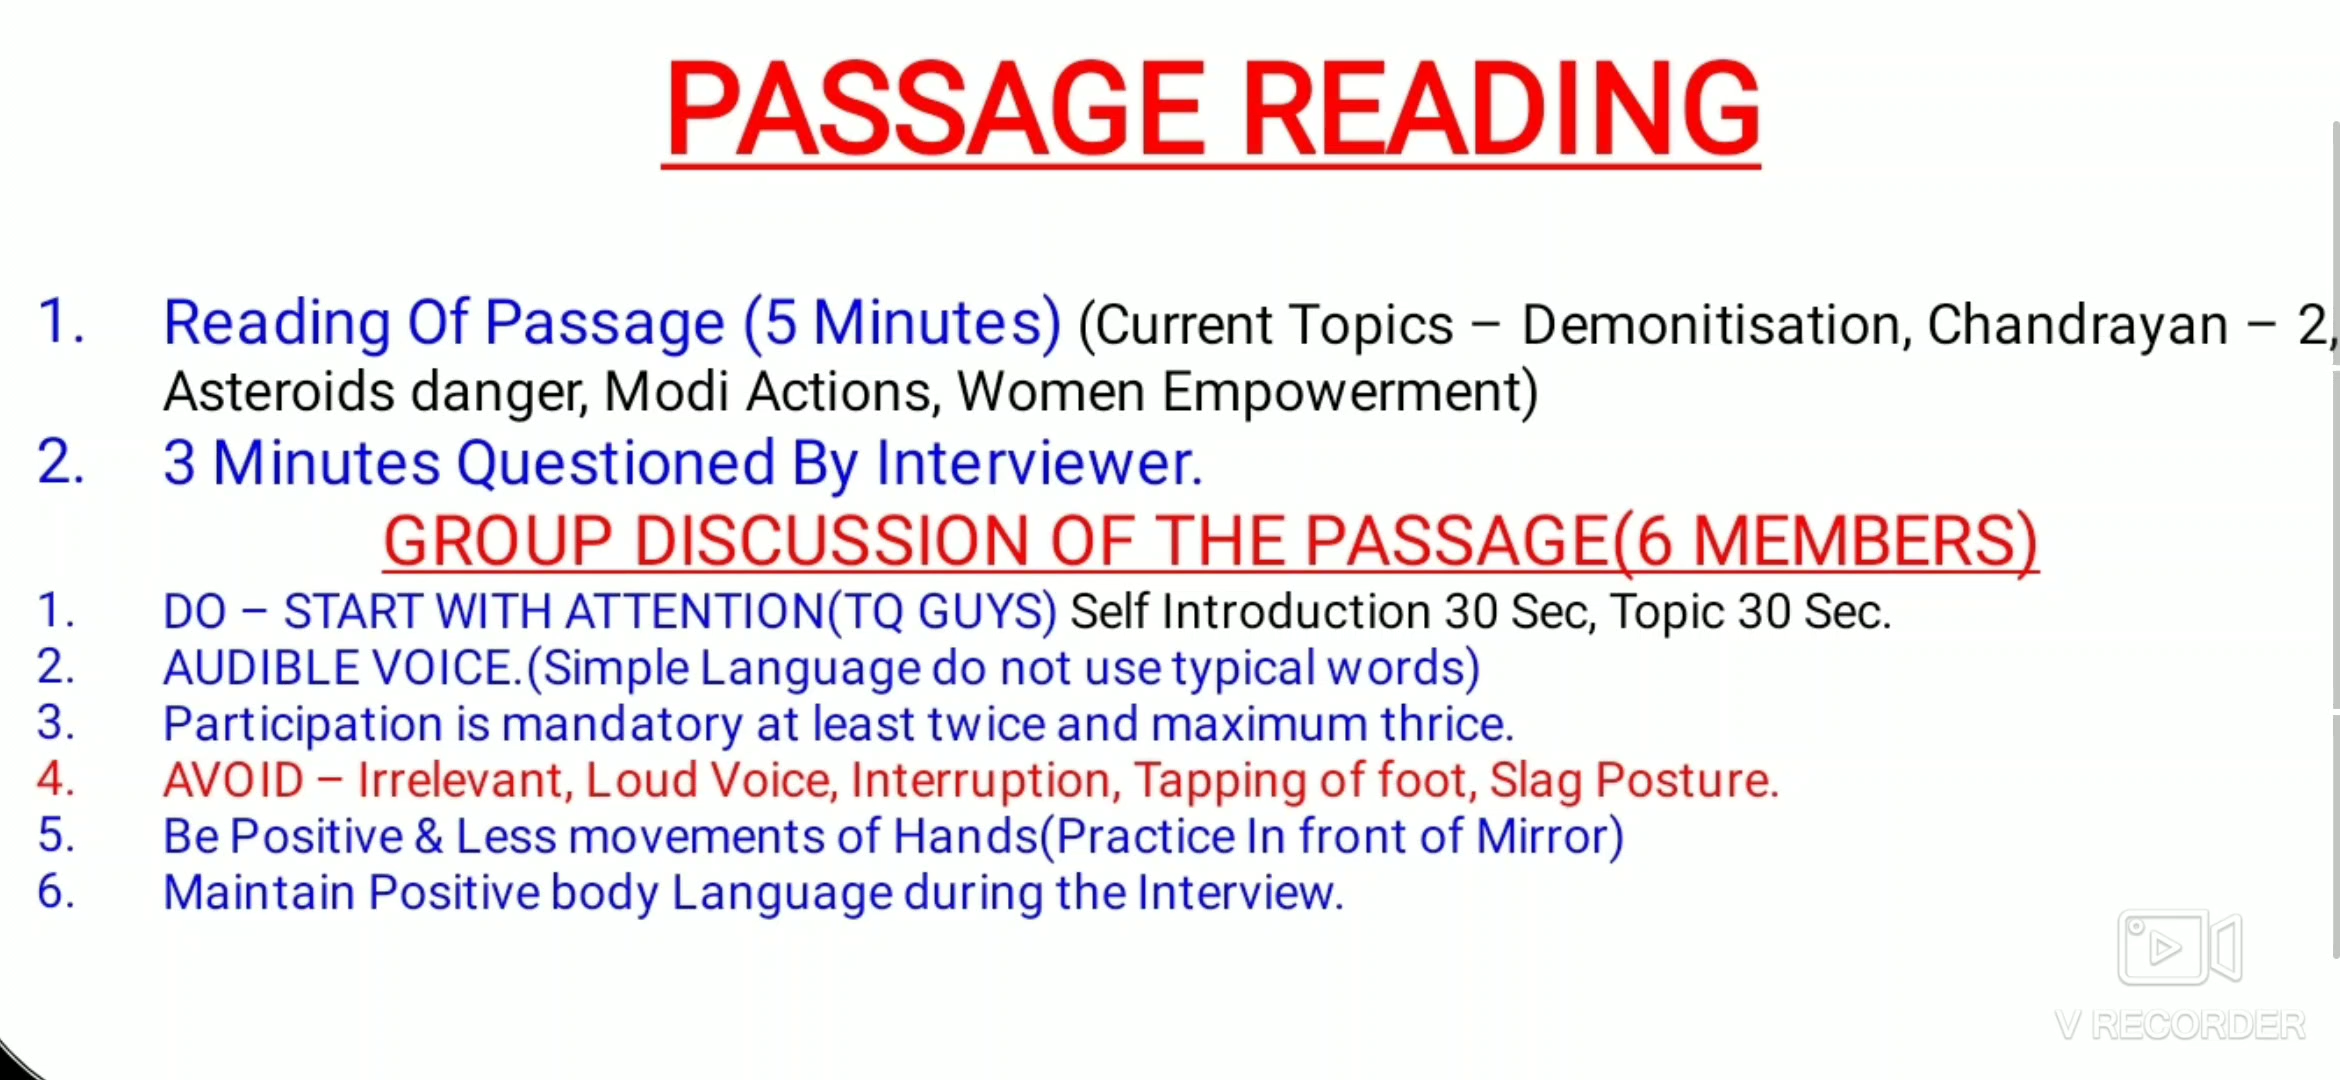 PASSAGE READING
1. Reading Of Passage (5 Minutes) (Current Topics – Demonitisation, Chandrayan – 2,
Asteroids danger, Modi Actions, Women Empowerment)
2. 3 Minutes Questioned By Interviewer.
GROUP DISCUSSION OF THE PASSAGE(6 MEMBERS)
1. DO – START WITH ATTENTION(TQ GUYS) Self Introduction 30 Sec, Topic 30 Sec.
2. AUDIBLE VOICE.(Simple Language do not use typical words)
3. Participation is mandatory at least twice and maximum thrice.
4. AVOID – Irrelevant, Loud Voice, Interruption, Tapping of foot, Slag Posture.
5. Be Positive & Less movements of Hands(Practice In front of Mirror)
6. Maintain Positive body Language during the Interview.
V RECORDER